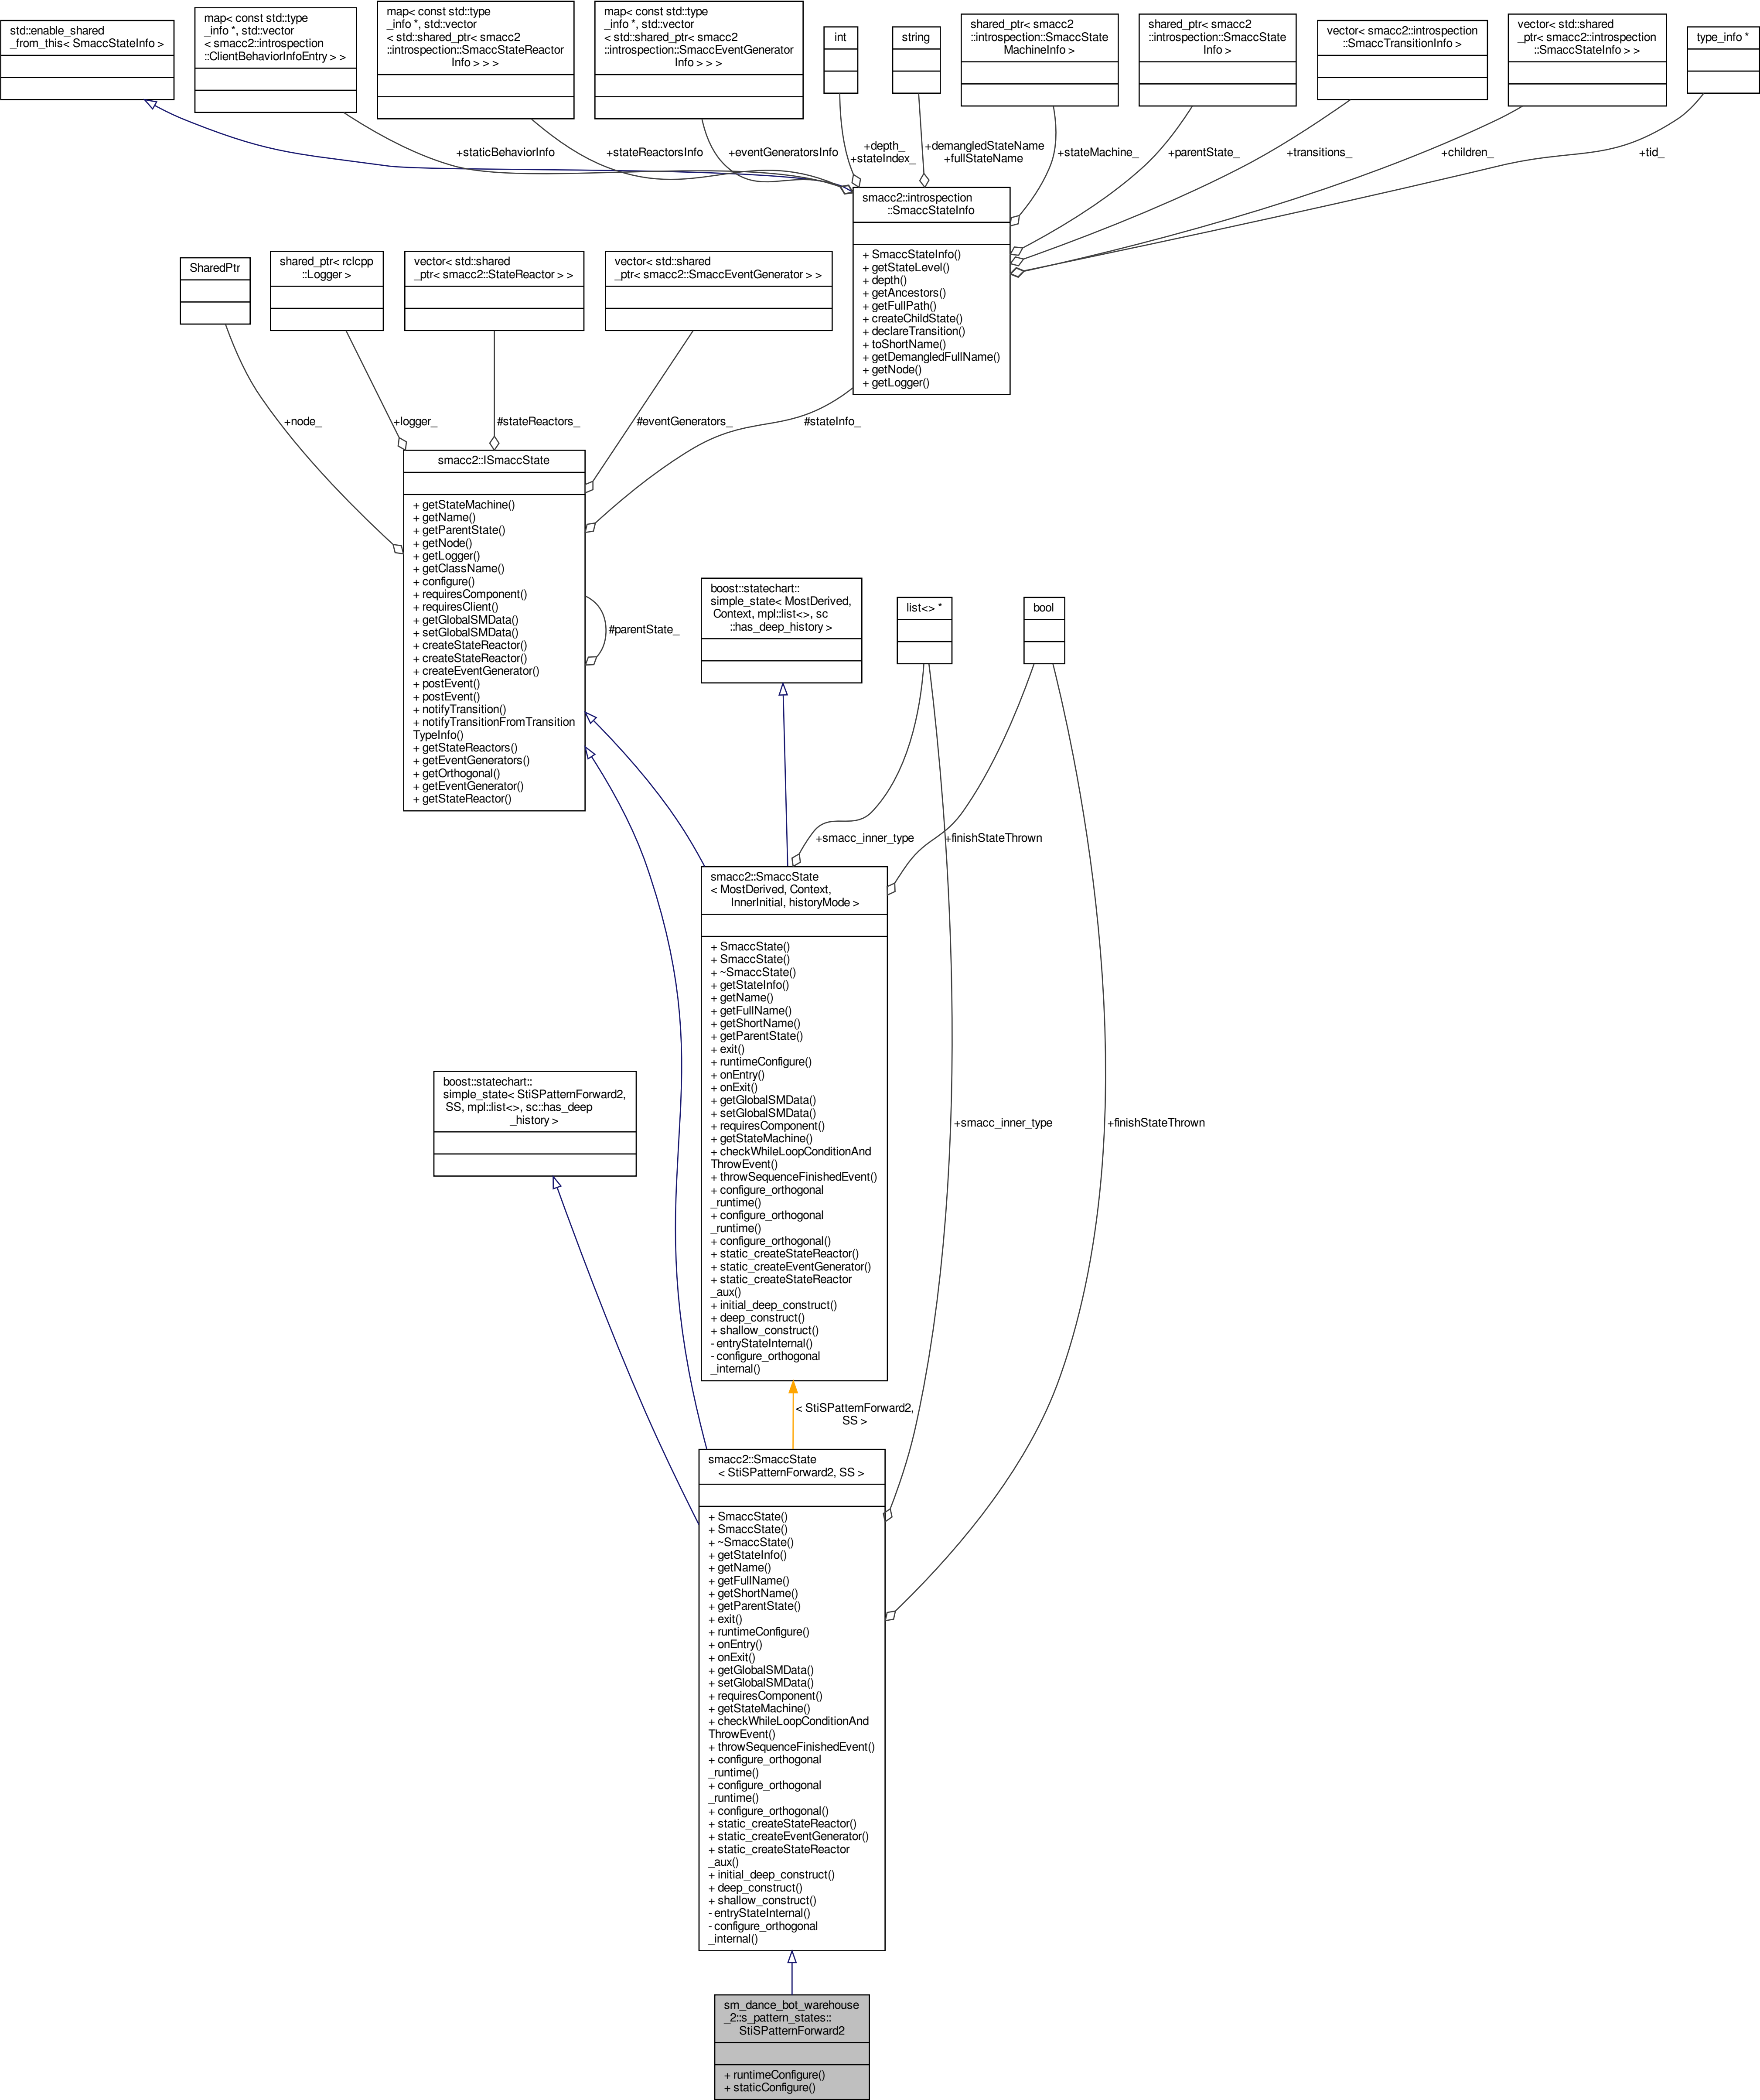 std::enable_shared
_from_this< SmaccStateInfo >
map< const std::type
_info *, std::vector
< smacc2::introspection
::ClientBehaviorInfoEntry > >
map< const std::type
_info *, std::vector
< std::shared_ptr< smacc2
::introspection::SmaccStateReactor
Info > > >
map< const std::type
_info *, std::vector
< std::shared_ptr< smacc2
::introspection::SmaccEventGenerator
Info > > >
int
string
shared_ptr< smacc2
::introspection::SmaccState
MachineInfo >
shared_ptr< smacc2
::introspection::SmaccState
Info >
vector< smacc2::introspection
::SmaccTransitionInfo >
vector< std::shared
_ptr< smacc2::introspection
::SmaccStateInfo > >
type_info *
+staticBehaviorInfo
+stateReactorsInfo
+eventGeneratorsInfo
+depth_
+stateIndex_
+demangledStateName
+fullStateName
+stateMachine_
+parentState_
+transitions_
+children_
+tid_
smacc2::introspection
::SmaccStateInfo
+ SmaccStateInfo()
+ getStateLevel()
+ depth()
+ getAncestors()
+ getFullPath()
+ createChildState()
+ declareTransition()
+ toShortName()
+ getDemangledFullName()
+ getNode()
+ getLogger()
SharedPtr
shared_ptr< rclcpp
::Logger >
vector< std::shared
_ptr< smacc2::StateReactor > >
vector< std::shared
_ptr< smacc2::SmaccEventGenerator > >
+node_
+logger_
#stateReactors_
#eventGenerators_
#stateInfo_
smacc2::ISmaccState
+ getStateMachine()
+ getName()
+ getParentState()
+ getNode()
+ getLogger()
+ getClassName()
+ configure()
+ requiresComponent()
+ requiresClient()
+ getGlobalSMData()
+ setGlobalSMData()
+ createStateReactor()
+ createStateReactor()
+ createEventGenerator()
+ postEvent()
+ postEvent()
+ notifyTransition()
+ notifyTransitionFromTransition
TypeInfo()
+ getStateReactors()
+ getEventGenerators()
+ getOrthogonal()
+ getEventGenerator()
+ getStateReactor()
#parentState_
boost::statechart::
simple_state< MostDerived,
Context, mpl::list<>, sc
::has_deep_history >
list<> *
bool
+smacc_inner_type
+finishStateThrown
smacc2::SmaccState
< MostDerived, Context,
InnerInitial, historyMode >
+ SmaccState()
+ SmaccState()
+ ~SmaccState()
+ getStateInfo()
+ getName()
+ getFullName()
+ getShortName()
+ getParentState()
+ exit()
+ runtimeConfigure()
+ onEntry()
+ onExit()
+ getGlobalSMData()
+ setGlobalSMData()
+ requiresComponent()
+ getStateMachine()
+ checkWhileLoopConditionAnd
ThrowEvent()
+ throwSequenceFinishedEvent()
+ configure_orthogonal
_runtime()
+ configure_orthogonal
_runtime()
+ configure_orthogonal()
+ static_createStateReactor()
+ static_createEventGenerator()
+ static_createStateReactor
_aux()
+ initial_deep_construct()
+ deep_construct()
+ shallow_construct()
- entryStateInternal()
- configure_orthogonal
_internal()
boost::statechart::
simple_state< StiSPatternForward2,
SS, mpl::list<>, sc::has_deep
_history >
+smacc_inner_type
+finishStateThrown
< StiSPatternForward2,
SS >
smacc2::SmaccState
< StiSPatternForward2, SS >
+ SmaccState()
+ SmaccState()
+ ~SmaccState()
+ getStateInfo()
+ getName()
+ getFullName()
+ getShortName()
+ getParentState()
+ exit()
+ runtimeConfigure()
+ onEntry()
+ onExit()
+ getGlobalSMData()
+ setGlobalSMData()
+ requiresComponent()
+ getStateMachine()
+ checkWhileLoopConditionAnd
ThrowEvent()
+ throwSequenceFinishedEvent()
+ configure_orthogonal
_runtime()
+ configure_orthogonal
_runtime()
+ configure_orthogonal()
+ static_createStateReactor()
+ static_createEventGenerator()
+ static_createStateReactor
_aux()
+ initial_deep_construct()
+ deep_construct()
+ shallow_construct()
- entryStateInternal()
- configure_orthogonal
_internal()
sm_dance_bot_warehouse
_2::s_pattern_states::
StiSPatternForward2
+ runtimeConfigure()
+ staticConfigure()